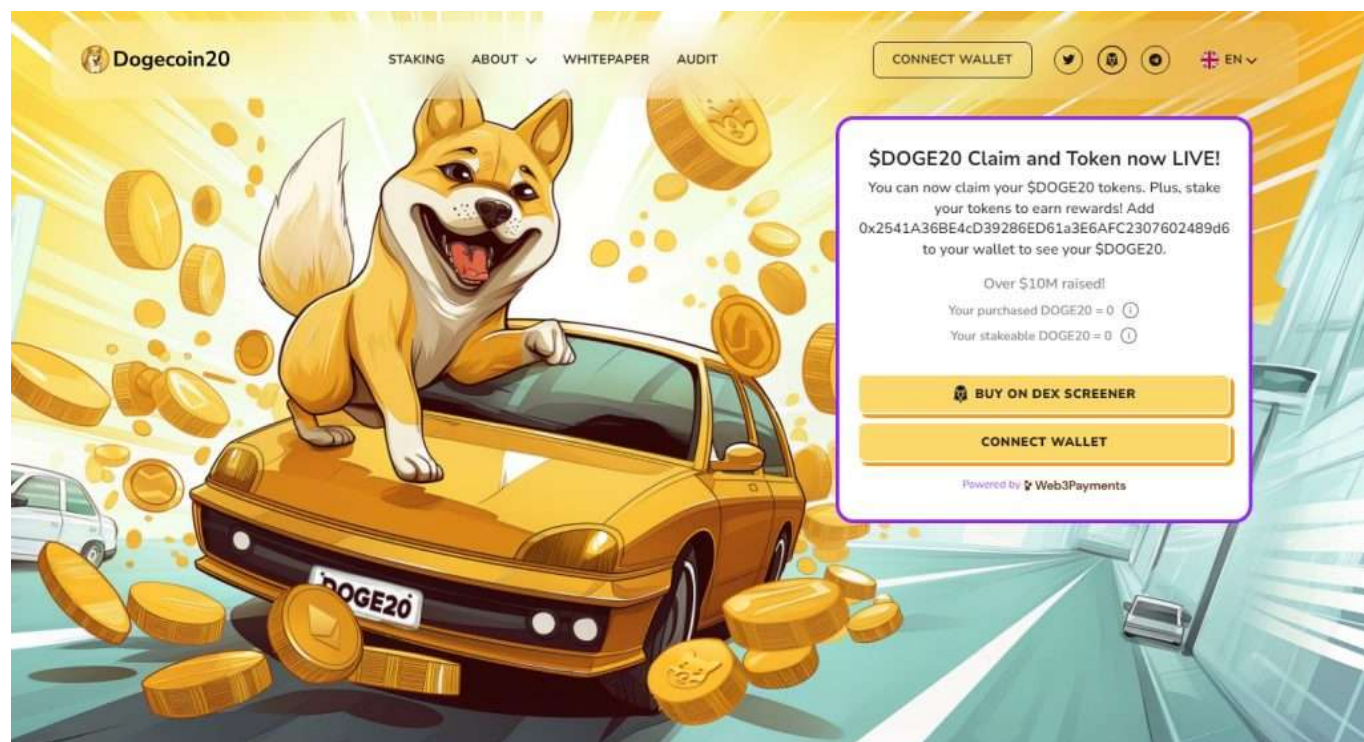 Dogecoin20
STAKING ABOUT WHITEPAPER AUDIT
CONNECT WALLET
EN
$DOGE20 Claim and Token now LIVE!
You can now claim your $DOGE20 tokens. Plus, stake
your tokens to earn rewards! Add
0x2541A36BE4cD39286ED61a3E6AFC2307602489d6
to your wallet to see your $DOGE20.
Over $10M raised!
Your purchased DOGE20 = 0
Your stakeable DOGE20 = 0
BUY ON DEX SCREENER
CONNECT WALLET
Powered by Web3Payments
DOGE20